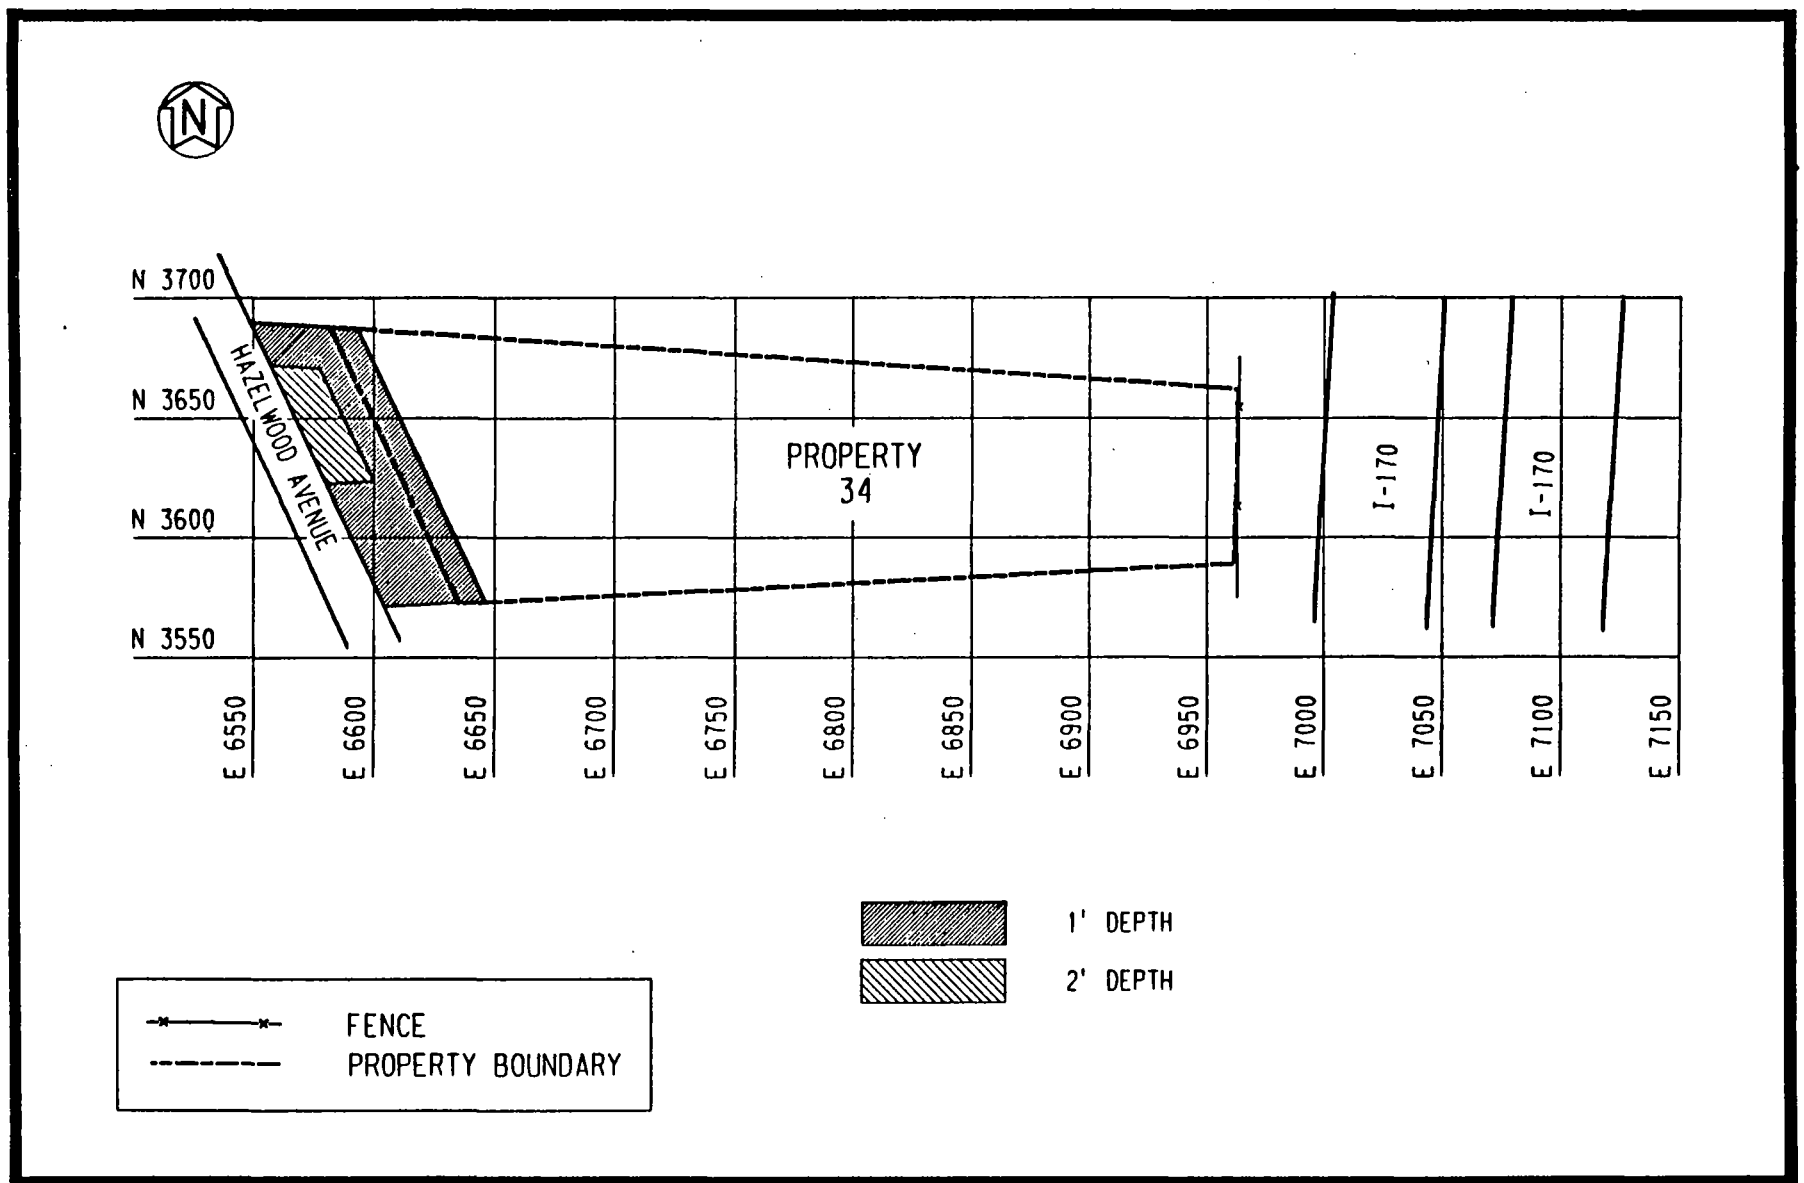 N
N 3700
HAZELWOOD AVENUE
N 3650
PROPERTY
34
I-170
I-170
N 3600
N 3550
E 6550
E 6600
E 6650
E 6700
E 6750
E 6800
E 6850
E 6900
E 6950
E 7000
E 7050
E 7100
E 7150
1' DEPTH
2' DEPTH
FENCE
PROPERTY BOUNDARY